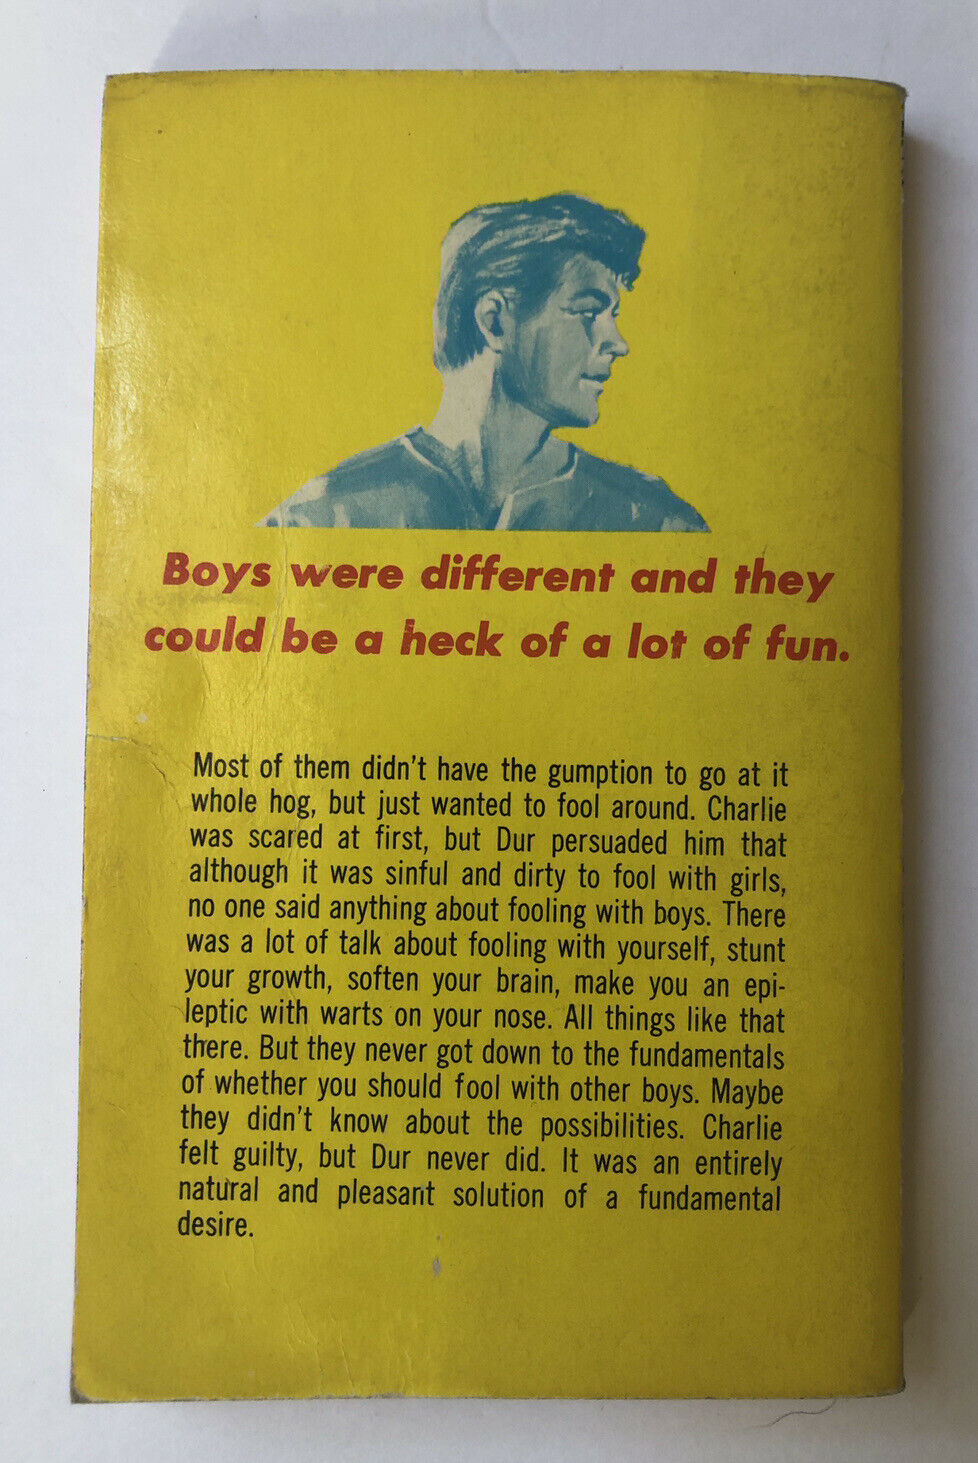 Boys were different and they
could be a heck of a lot of fun.
Most of them didn't have the gumption to go at it
whole hog, but just wanted to fool around. Charlie
was scared at first, but Dur persuaded him that
although it was sinful and dirty to fool with girls,
no one said anything about fooling with boys. There
was a lot of talk about fooling with yourself, stunt
your growth, soften your brain, make you an epi-
leptic with warts on your nose. All things like that
there. But they never got down to the fundamentals
of whether you should fool with other boys. Maybe
they didn't know about the possibilities. Charlie
felt guilty, but Dur never did. It was an entirely
natural and pleasant solution of a fundamental
desire.